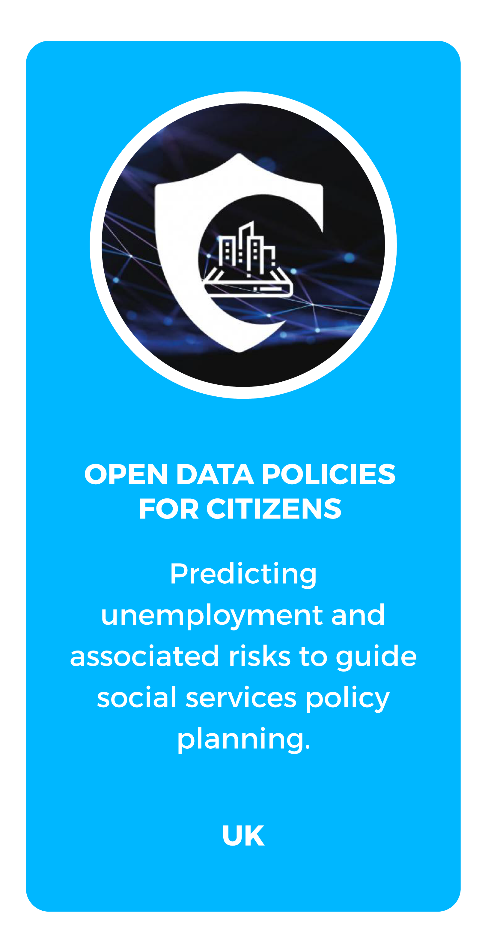 OPEN DATA POLICIES
FOR CITIZENS
Predicting
unemployment and
associated risks to guide
social services policy
planning.
UK